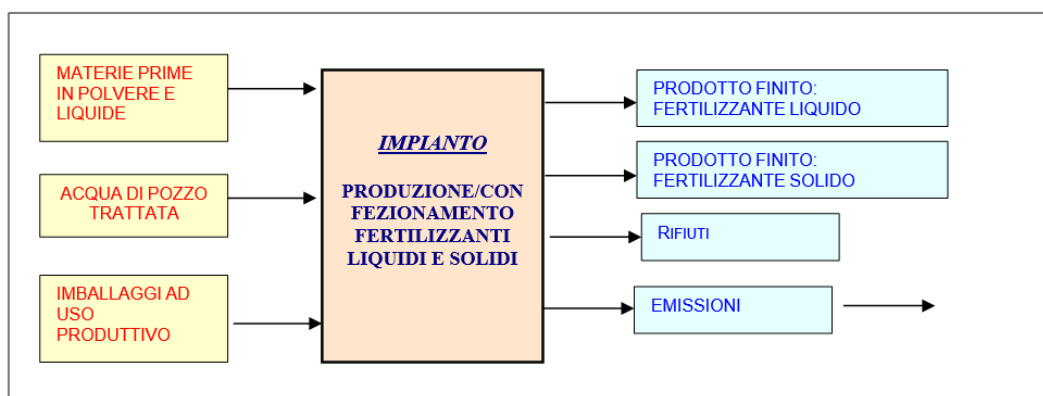 MATERIE PRIME
IN POLVERE E
LIQUIDE
ACQUA DI POZZO
TRATTATA
IMBALLAGGI AD
USO
PRODUTTIVO
IMPIANTO
PRODUZIONE/CON
FEZIONAMENTO
FERTILIZZANTI
LIQUIDI E SOLIDI
PRODOTTO FINITO:
FERTILIZZANTE LIQUIDO
PRODOTTO FINITO:
FERTILIZZANTE SOLIDO
RIFIUTI
EMISSIONI